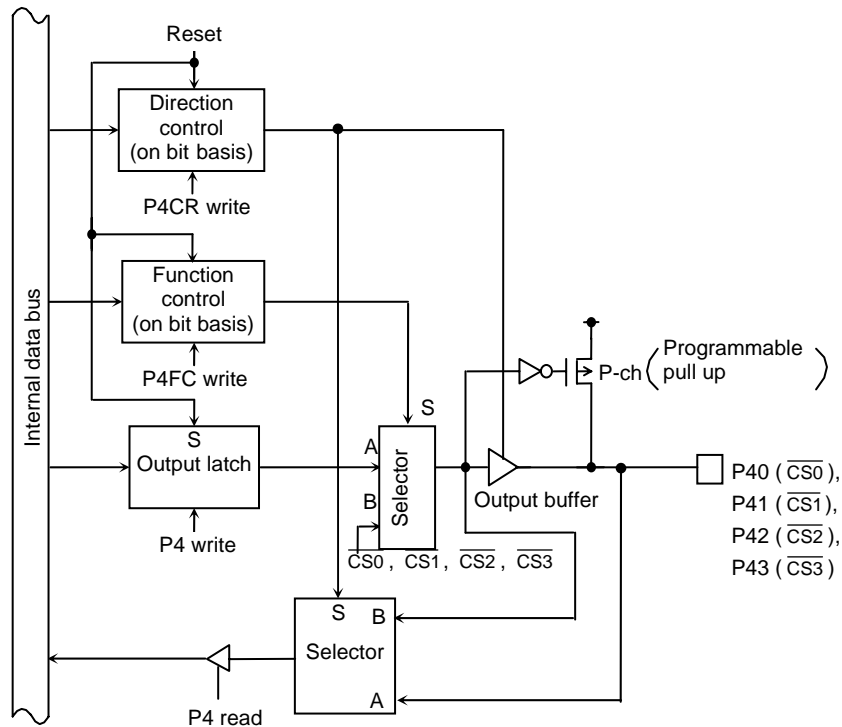 Reset
Direction
control
(on bit basis)
P4CR write
Internal data bus
Function
control
(on bit basis)
P4FC write
S
Output latch
P4 write
S
A
B
Selector
CS0, CS1, CS2, CS3
P-ch
Programmable
pull up
Output buffer
P40 (CS0),
P41 (CS1),
P42 (CS2),
P43 (CS3)
S
B
Selector
A
P4 read